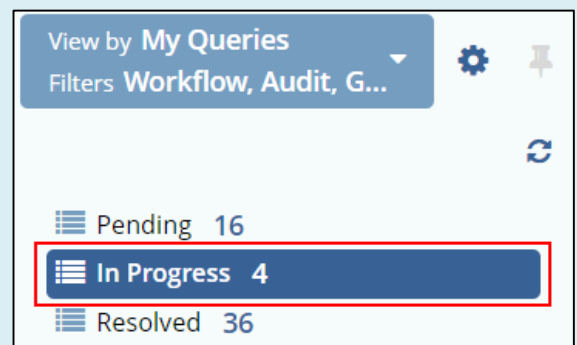 View by My Queries
Filters Workflow, Audit, G...
Pending 16
In Progress 4
Resolved 36